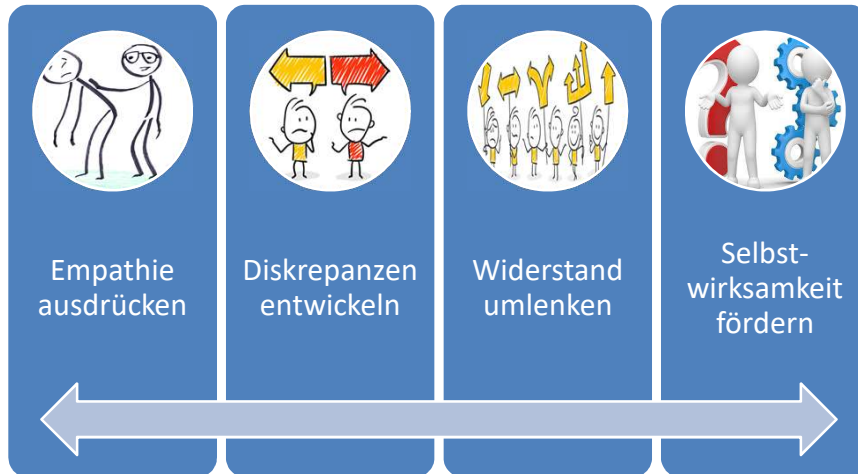 Empathie
ausdrücken
Diskrepanzen
entwickeln
Widerstand
umlenken
Selbst-
wirksamkeit
fördern